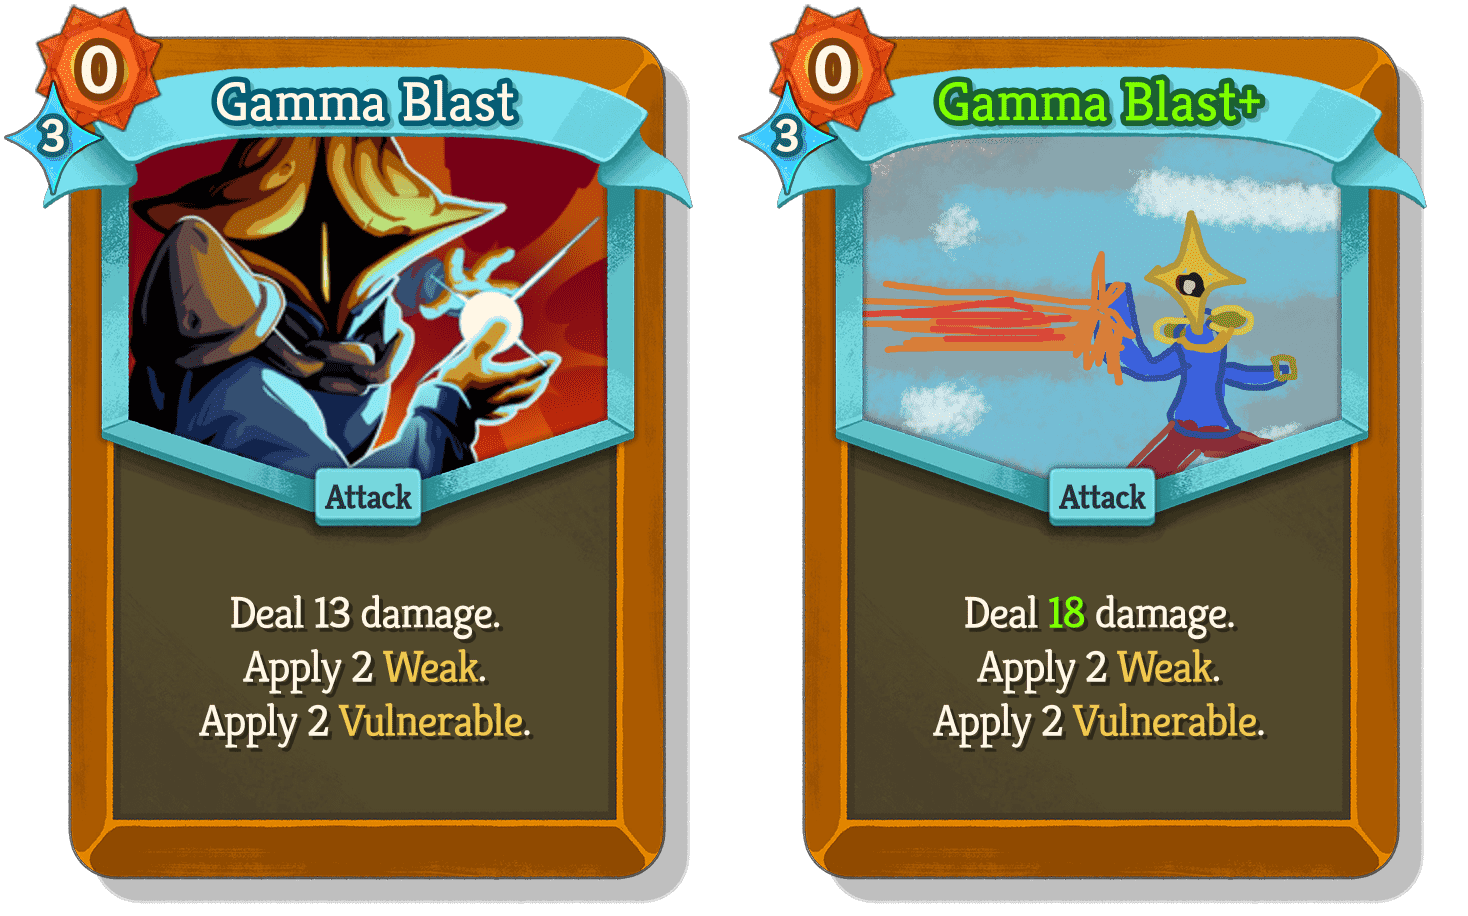 0
3
Gamma Blast
Attack
Deal 13 damage.
Apply 2 Weak.
Apply 2 Vulnerable.
0
3
Gamma Blast+
Attack
Deal 18 damage.
Apply 2 Weak.
Apply 2 Vulnerable.